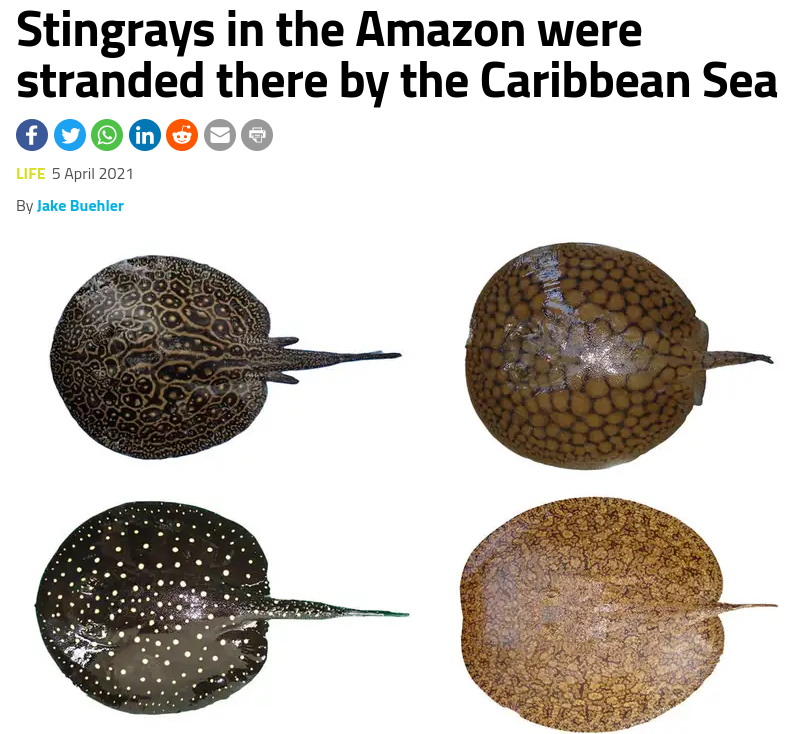 Stingrays in the Amazon were
stranded there by the Caribbean Sea
LIFE 5 April 2021
By Jake Buehler